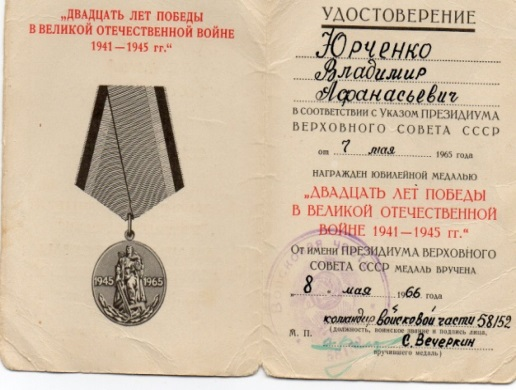 „ДВАДЦАТЬ ЛЕТ ПОБЕДЫ
В ВЕЛИКОЙ ОТЕЧЕСТВЕННОЙ ВОЙНЕ
1941—1945 гг.“
1945 1965
УДОСТОВЕРЕНИЕ
Юрченко
Владимир
Афанасьевич
В СООТВЕТСТВИИ С УКАЗОМ ПРЕЗИДИУМА
ВЕРХОВНОГО СОВЕТА СССР
от 7 мая 1965 года
НАГРАЖДЕН ЮБИЛЕЙНОЙ МЕДАЛЬЮ
„ДВАДЦАТЬ ЛЕТ ПОБЕДЫ
В ВЕЛИКОЙ ОТЕЧЕСТВЕННОЙ
ВОЙНЕ 1941—1945 гг.“
От имени ПРЕЗИДИУМА ВЕРХОВНОГО
СОВЕТА СССР МЕДАЛЬ ВРУЧЕНА
„8. мая 1966 года
командир войсковой части 58152
М. П. (должность, воинское звание и подпись лица,
С. Вечеркин
вручившего медаль)